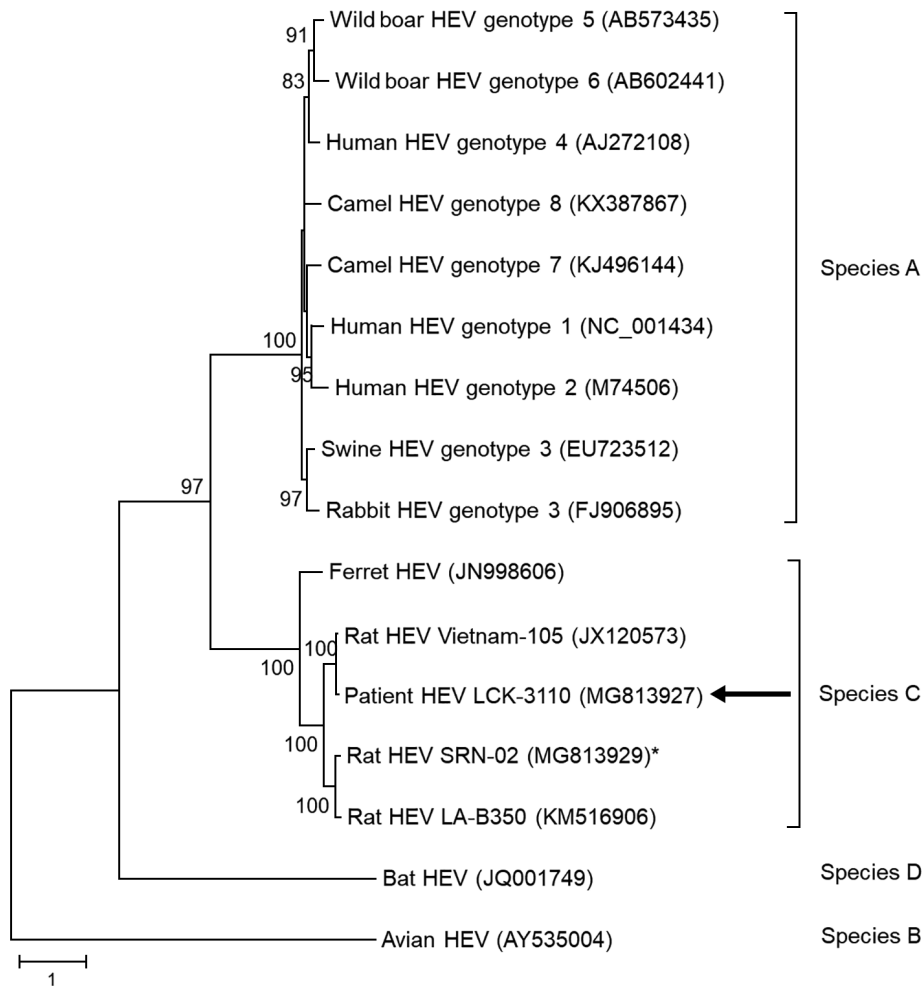 91
Wild boar HEV genotype 5 (AB573435)
83
Wild boar HEV genotype 6 (AB602441)
Human HEV genotype 4 (AJ272108)
Camel HEV genotype 8 (KX387867)
Camel HEV genotype 7 (KJ496144)
Species A
Human HEV genotype 1 (NC_001434)
100
95
Human HEV genotype 2 (M74506)
Swine HEV genotype 3 (EU723512)
97
97
Rabbit HEV genotype 3 (FJ906895)
Ferret HEV (JN998606)
100
Rat HEV Vietnam-105 (JX120573)
100
Patient HEV LCK-3110 (MG813927)
Species C
100
Rat HEV SRN-02 (MG813929)*
100
Rat HEV LA-B350 (KM516906)
Bat HEV (JQ001749)
Species D
Avian HEV (AY535004)
Species B
1